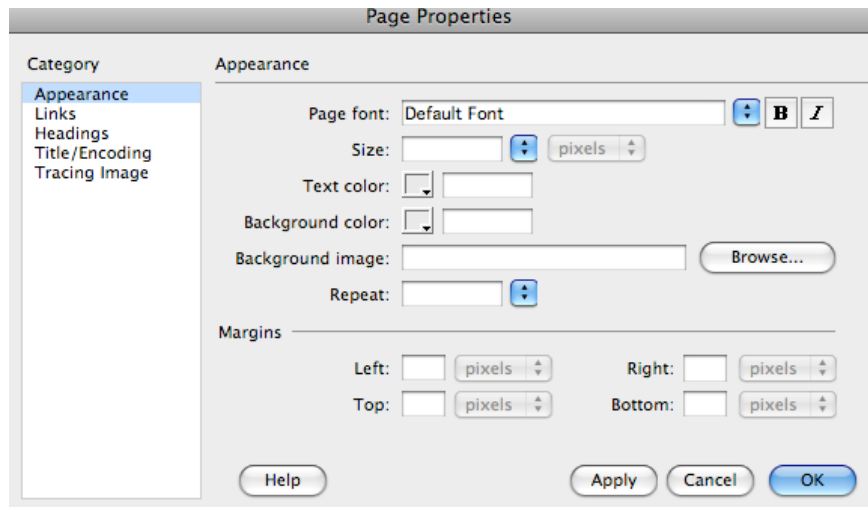 Page Properties
Category
Appearance
Links
Headings
Title/Encoding
Tracing Image
Appearance
Page font: Default Font B I
Size: pixels
Text color:
Background color:
Background image: Browse...
Repeat:
Margins
Left: pixels Right: pixels
Top: pixels Bottom: pixels
Help Apply Cancel OK